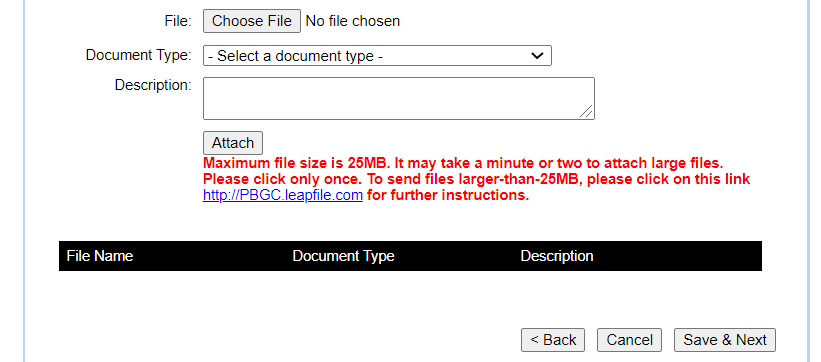 File: Choose File No file chosen
Document Type: - Select a document type -
Description:
Attach
Maximum file size is 25MB. It may take a minute or two to attach large files.
Please click only once. To send files larger-than-25MB, please click on this link
http://PBGC.leapfile.com for further instructions.
File Name Document Type Description
< Back Cancel Save & Next